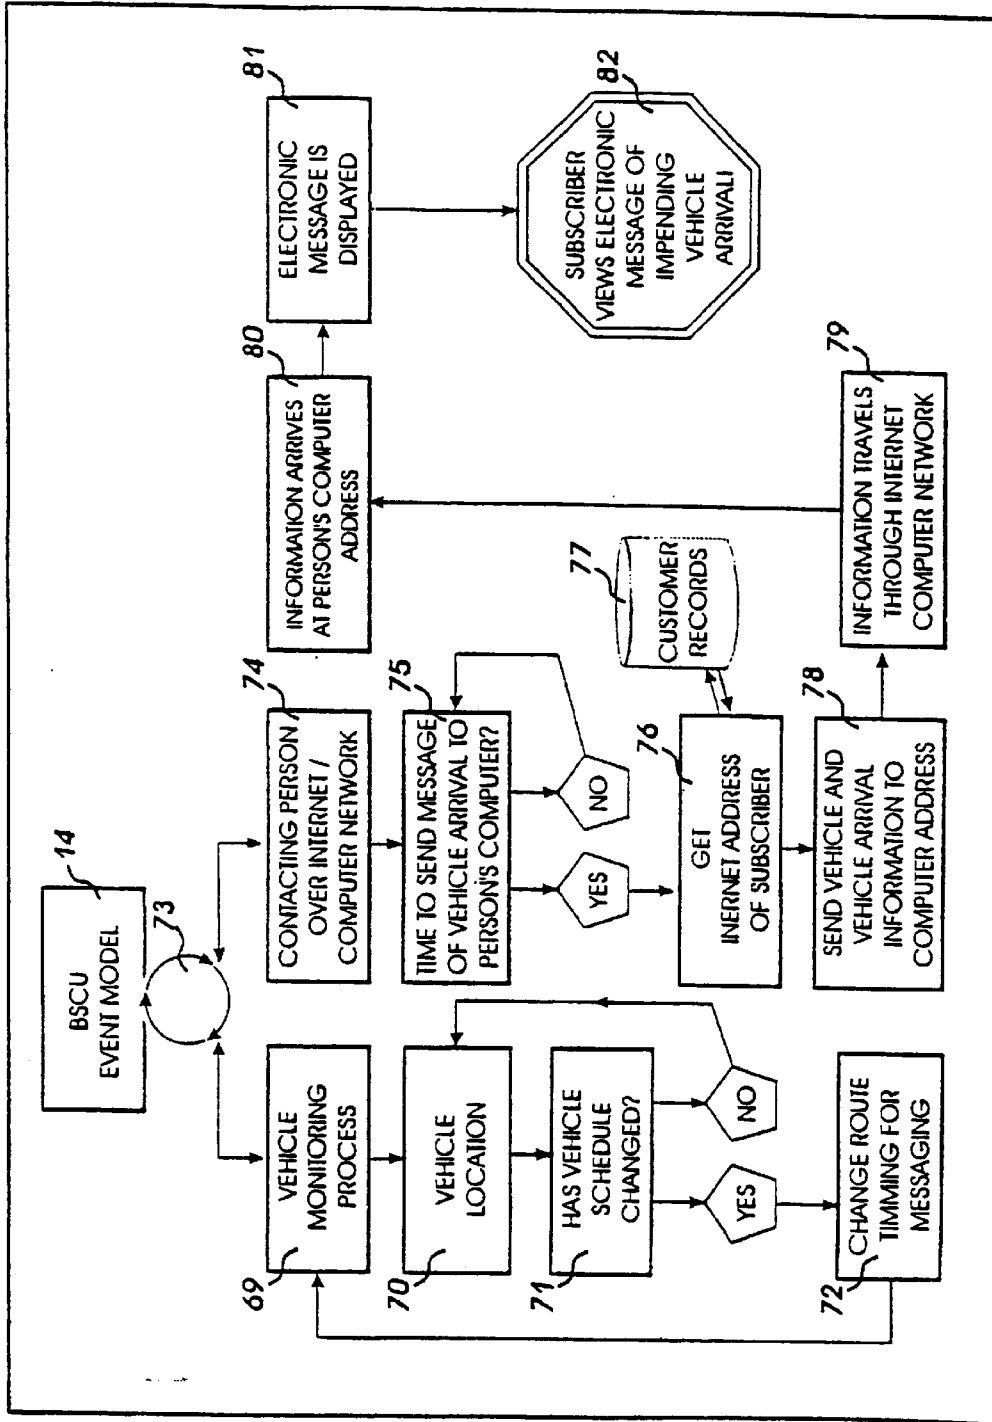 14
BSCU
EVENT MODEL
73
69
VEHICLE
MONITORING
PROCESS
70
VEHICLE
LOCATION
71
HAS VEHICLE
SCHEDULE
CHANGED?
YES
NO
72
CHANGE ROUTE
TIMMING FOR
MESSAGING
74
CONTACTING PERSON
OVER INTERNET /
COMPUTER NETWORK
75
TIME TO SEND MESSAGE
OF VEHICLE ARRIVAL TO
PERSON'S COMPUTER?
YES
NO
76
GET
INERNET ADDRESS
OF SUBSCRIBER
77
CUSTOMER
RECORDS
78
SEND VEHICLE AND
VEHICLE ARRIVAL
INFORMATION TO
COMPUTER ADDRESS
79
INFORMATION TRAVELS
THROUGH INTERNET
COMPUTER NETWORK
80
INFORMATION ARRIVES
AT PERSON'S COMPUTER
ADDRESS
81
ELECTRONIC
MESSAGE IS
DISPLAYED
82
SUBSCRIBER
VIEWS ELECTRONIC
MESSAGE OF
IMPENDING
VEHICLE
ARRIVAL!